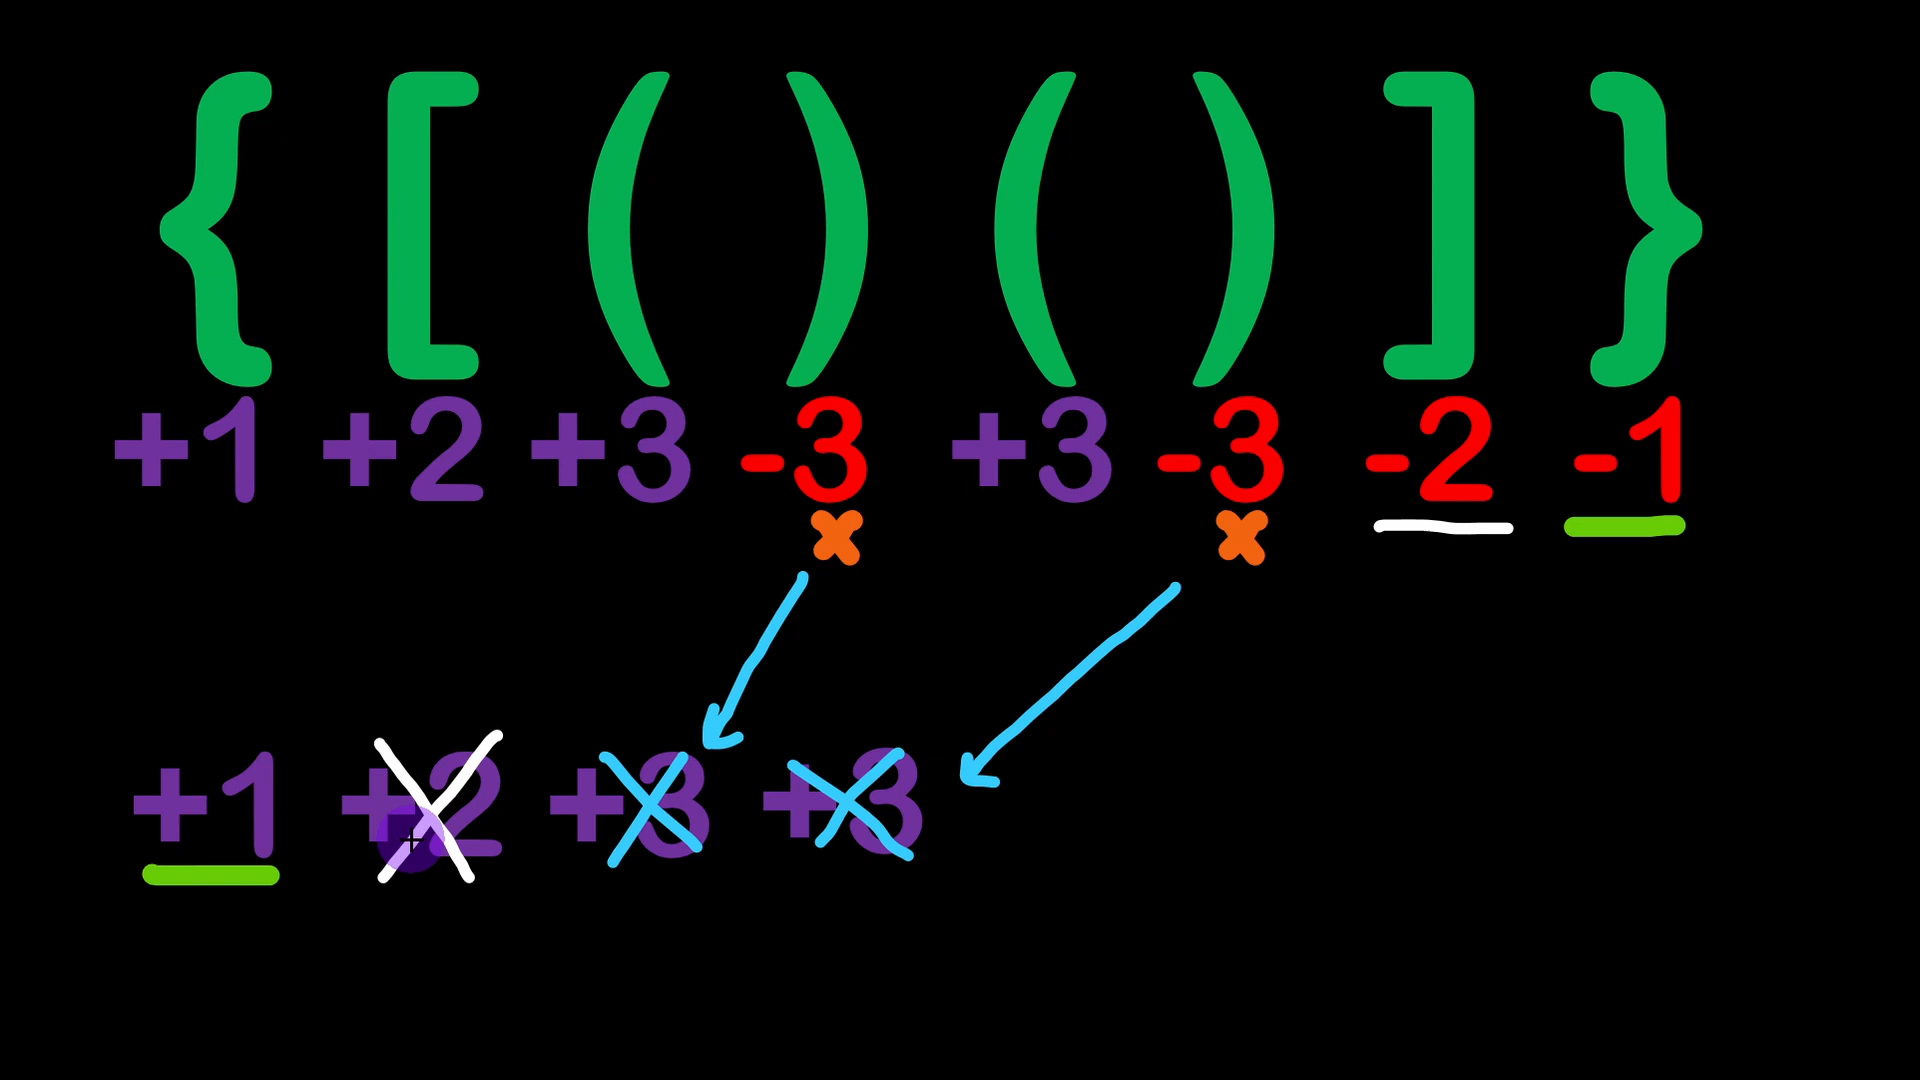 { [ ( ) ( ) ] }
+1 +2 +3 -3 +3 -3 -2 -1
x x
+1 +2 +3 +3